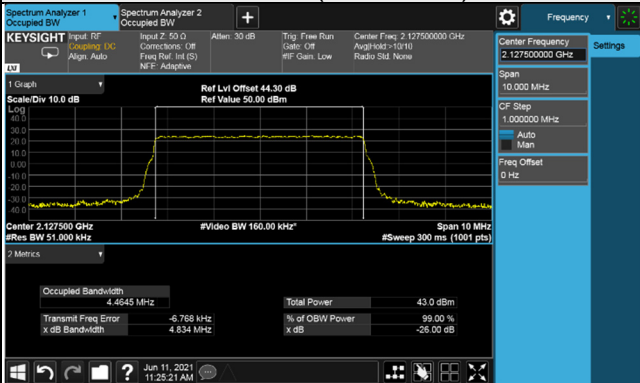 Spectrum Analyzer 1
Occupied BW
Spectrum Analyzer 2
Occupied BW
+
Frequency
KEYSIGHT
LXI
Input: RF
Coupling: DC
Align: Auto
Input Z: 50 Ω
Corrections: Off
Freq Ref: Int (S)
NFE: Adaptive
Atten: 30 dB
Trig: Free Run
Gate: Off
#IF Gain: Low
Center Freq: 2.127500000 GHz
Avg|Hold:>10/10
Radio Std: None
Center Frequency
2.127500000 GHz
Settings
Span
10.000 MHz
CF Step
1.000000 MHz
Auto
Man
Freq Offset
0 Hz
1 Graph
Scale/Div 10.0 dB
Ref Lvl Offset 44.30 dB
Ref Value 50.00 dBm
Log
40.0
30.0
20.0
10.0
0.00
-10.0
-20.0
-30.0
-40.0
Center 2.127500 GHz
#Res BW 51.000 kHz
#Video BW 160.00 kHz*
Span 10 MHz
#Sweep 300 ms (1001 pts)
2 Metrics
Occupied Bandwidth
4.4645 MHz
Total Power 43.0 dBm
Transmit Freq Error -6.768 kHz
% of OBW Power 99.00 %
x dB Bandwidth 4.834 MHz
x dB -26.00 dB
?
Jun 11, 2021
11:25:21 AM